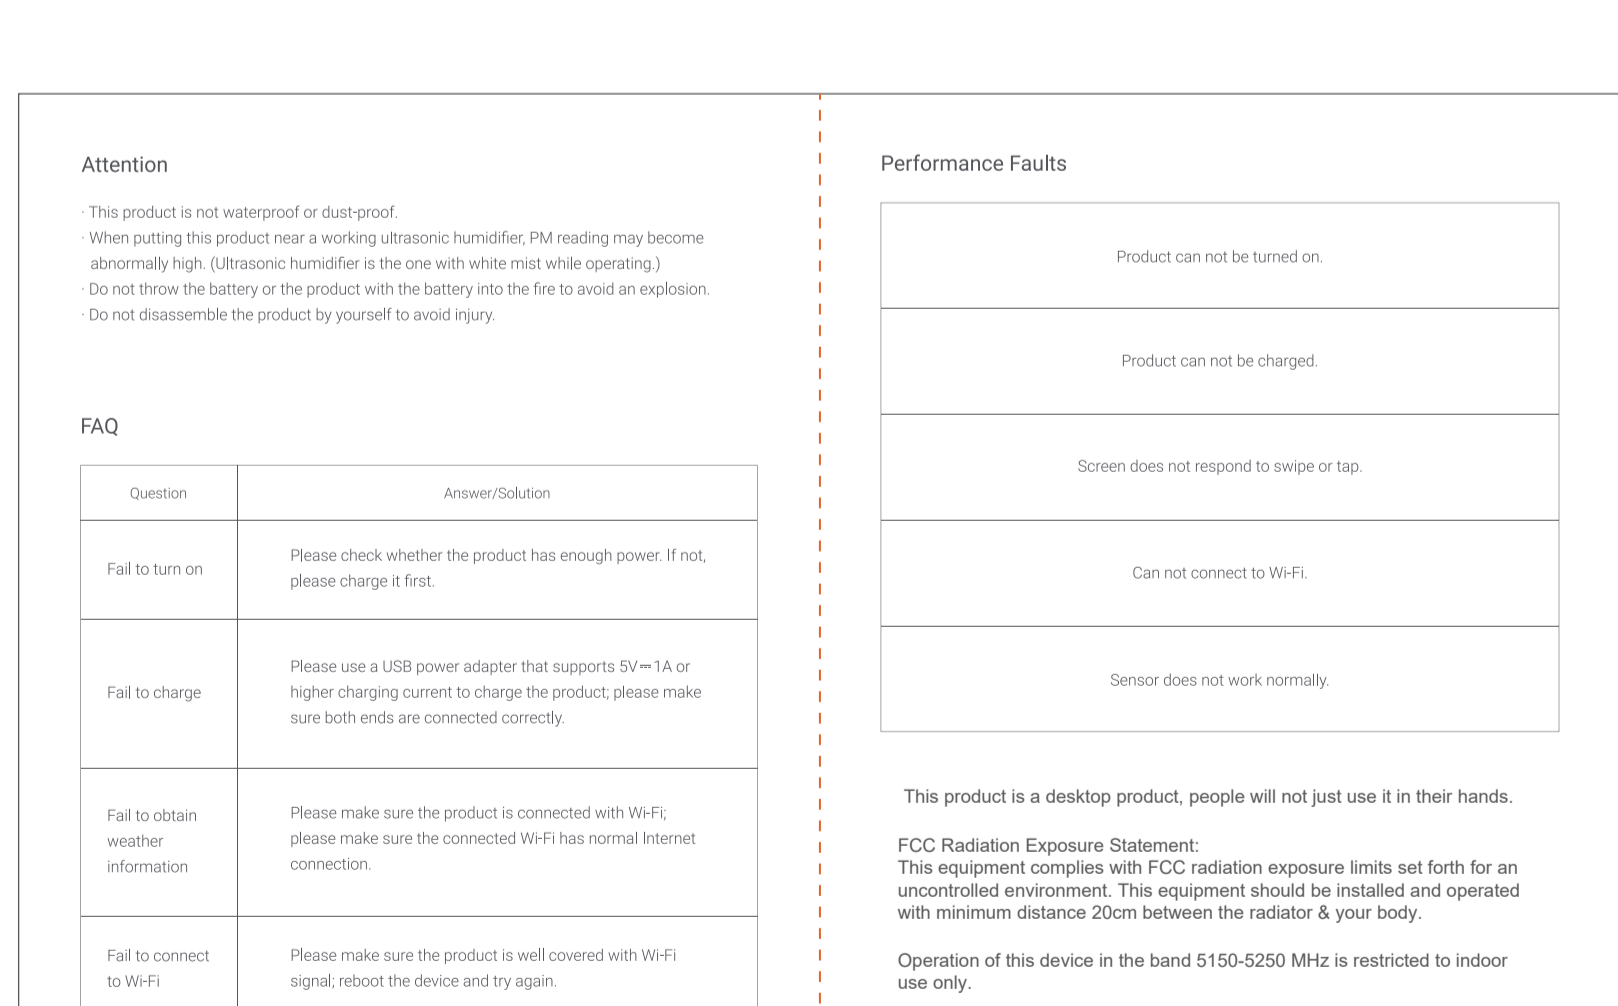 Attention
· This product is not waterproof or dust-proof.
· When putting this product near a working ultrasonic humidifier, PM reading may become
abnormally high. (Ultrasonic humidifier is the one with white mist while operating.)
· Do not throw the battery or the product with the battery into the fire to avoid an explosion.
· Do not disassemble the product by yourself to avoid injury.
FAQ
Question
Answer/Solution
Fail to turn on
Please check whether the product has enough power. If not,
please charge it first.
Fail to charge
Please use a USB power adapter that supports 5V⎓1A or
higher charging current to charge the product; please make
sure both ends are connected correctly.
Fail to obtain
weather
information
Please make sure the product is connected with Wi-Fi;
please make sure the connected Wi-Fi has normal Internet
connection.
Fail to connect
to Wi-Fi
Please make sure the product is well covered with Wi-Fi
signal; reboot the device and try again.
Performance Faults
Product can not be turned on.
Product can not be charged.
Screen does not respond to swipe or tap.
Can not connect to Wi-Fi.
Sensor does not work normally.
This product is a desktop product, people will not just use it in their hands.
FCC Radiation Exposure Statement:
This equipment complies with FCC radiation exposure limits set forth for an
uncontrolled environment. This equipment should be installed and operated
with minimum distance 20cm between the radiator & your body.
Operation of this device in the band 5150-5250 MHz is restricted to indoor
use only.